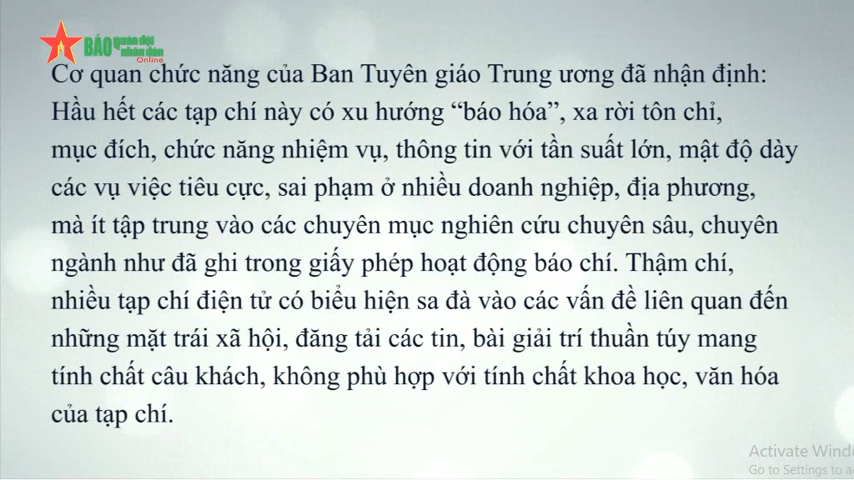 BÁO quân đội nhân dân
Online
Cơ quan chức năng của Ban Tuyên giáo Trung ương đã nhận định:
Hầu hết các tạp chí này có xu hướng “báo hóa”, xa rời tôn chỉ,
mục đích, chức năng nhiệm vụ, thông tin với tần suất lớn, mật độ dày
các vụ việc tiêu cực, sai phạm ở nhiều doanh nghiệp, địa phương,
mà ít tập trung vào các chuyên mục nghiên cứu chuyên sâu, chuyên
ngành như đã ghi trong giấy phép hoạt động báo chí. Thậm chí,
nhiều tạp chí điện tử có biểu hiện sa đà vào các vấn đề liên quan đến
những mặt trái xã hội, đăng tải các tin, bài giải trí thuần túy mang
tính chất câu khách, không phù hợp với tính chất khoa học, văn hóa
của tạp chí.
Activate Windo
Go to Settings to a